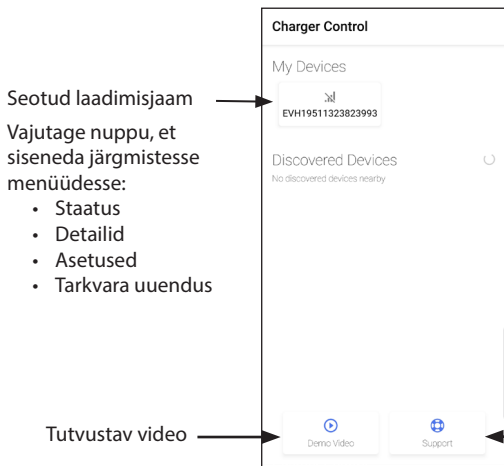 Charger Control
My Devices
EVH19511323823993
Discovered Devices
No discovered devices nearby
Demo Video
Support
Seotud laadimisjaam
Vajutage nuppu, et
siseneda järgmistesse
menüüdesse:
• Staatus
• Detailid
• Asetused
• Tarkvara uuendus
Tutvustav video